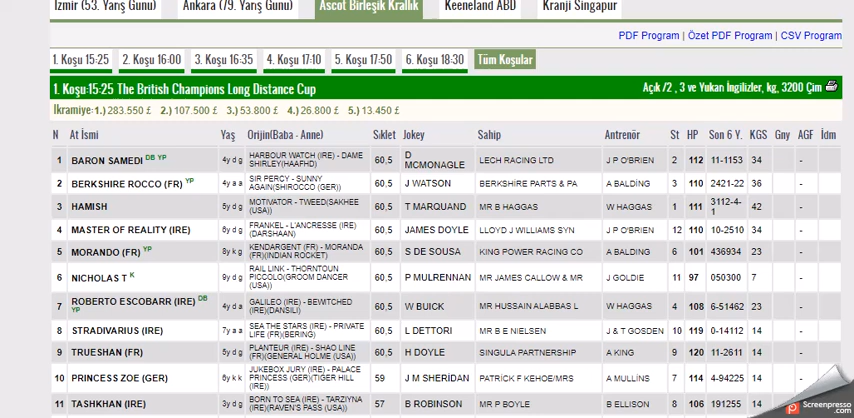 İzmir (53. Yarış Günü) Ankara (79. Yarış Günü) Ascot Birleşik Krallık Keeneland ABD Kranji Singapur
PDF Program | Özet PDF Program | CSV Program
1. Koşu 15:25 2. Koşu 16:00 3. Koşu 16:35 4. Koşu 17:10 5. Koşu 17:50 6. Koşu 18:30 Tüm Koşular
1. Koşu:15:25 The British Champions Long Distance Cup Açık /2 , 3 ve Yukarı İngilizler, kg, 3200 Çim
İkramiye: 1.) 283.550 £ 2.) 107.500 £ 3.) 53.800 £ 4.) 26.800 £ 5.) 13.450 £
N At İsmi Yaş Orijin(Baba - Anne) Sıklet Jokey Sahip Antrenör St HP Son 6 Y. KGS Gny AGF İdm
1 BARON SAMEDI DB YP 4y d g HARBOUR WATCH (IRE) - DAME SHIRLEY(HAAFHD) 60,5 D MCMONAGLE LECH RACING LTD J P O'BRIEN 2 112 11-1153 34 -
2 BERKSHIRE ROCCO (FR) YP 4y a a SIR PERCY - SUNNY AGAIN(SHIROCCO (GER)) 60,5 J WATSON BERKSHIRE PARTS & PA A BALDİNG 3 110 2421-22 36 -
3 HAMISH 5y d g MOTIVATOR - TWEED(SAKHEE (USA)) 60,5 T MARQUAND MR B HAGGAS W HAGGAS 1 111 3112-4-1 42 -
4 MASTER OF REALITY (IRE) 6y d g FRANKEL - L'ANCRESSE (IRE)(DARSHAAN) 60,5 JAMES DOYLE LLOYD J WILLIAMS SYN J P O'BRIEN 12 110 10-2510 34 -
5 MORANDO (FR) YP 8y k g KENDARGENT (FR) - MORANDA (FR)(INDIAN ROCKET) 60,5 S DE SOUSA KING POWER RACING CO A BALDING 6 101 436934 23 -
6 NICHOLAS T K 9y d g RAIL LINK - THORNTOUN PICCOLO(GROOM DANCER (USA)) 60,5 P MULRENNAN MR JAMES CALLOW & MR J GOLDIE 11 97 050300 7 -
7 ROBERTO ESCOBARR (IRE) DB YP 4y d a GALILEO (IRE) - BEWITCHED (IRE)(DANSILI) 60,5 W BUICK MR HUSSAIN ALABBAS L W HAGGAS 4 108 6-51462 23 -
8 STRADIVARIUS (IRE) 7y a a SEA THE STARS (IRE) - PRIVATE LIFE (FR)(BERING) 60,5 L DETTORI MR B E NIELSEN J & T GOSDEN 10 119 0-14112 14 -
9 TRUESHAN (FR) 5y d g PLANTEUR (IRE) - SHAO LINE (FR)(GENERAL HOLME (USA)) 60,5 H DOYLE SINGULA PARTNERSHIP A KING 9 120 11-2611 14 -
10 PRINCESS ZOE (GER) 6y k k JUKEBOX JURY (IRE) - PALACE PRINCESS (GER)(TIGER HILL (IRE)) 59 J M SHERİDAN PATRİCK F KEHOE/MRS A MULLİNS 7 114 4-94225 14 -
11 TASHKHAN (IRE) 3y d g BORN TO SEA (IRE) - TARZIYNA (IRE)(RAVEN'S PASS (USA)) 57 B ROBINSON MR P BOYLE B ELLISON 8 106 191255 14 -
Screenpresso.com